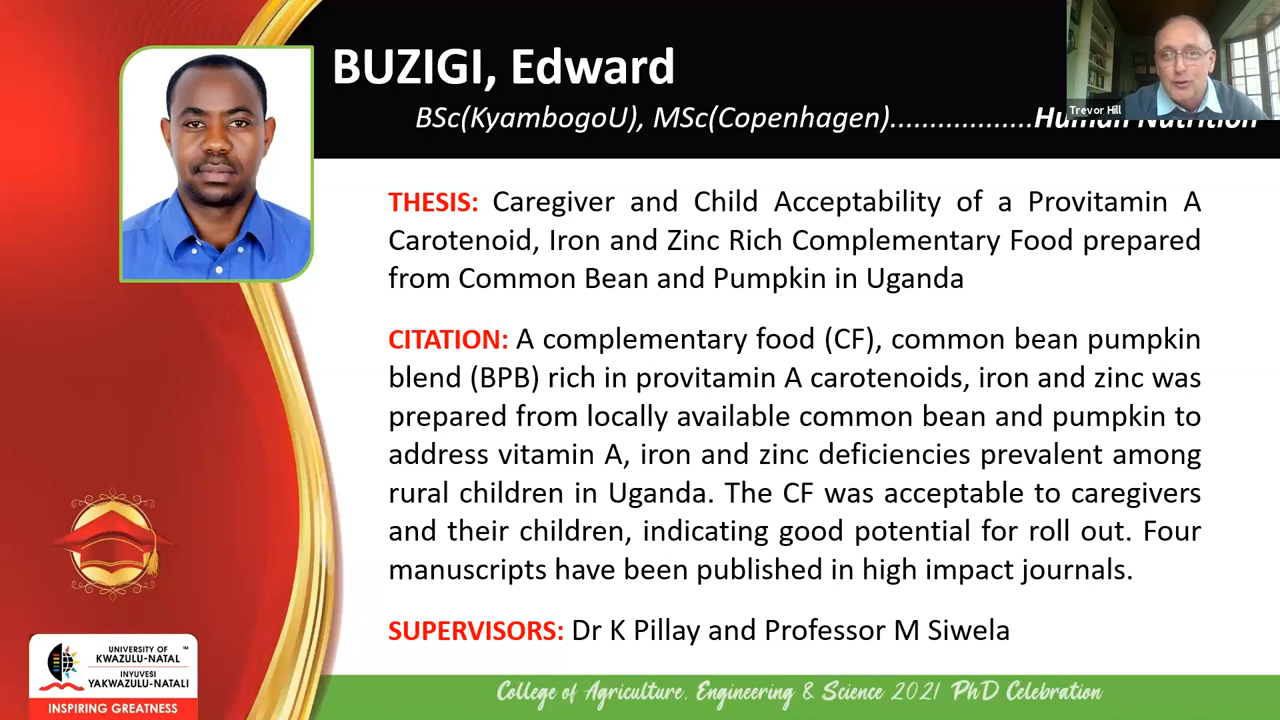 BUZIGI, Edward
BSc(KyambogoU), MSc(Copenhagen)..................Human Nutrition
Trevor Hill
THESIS: Caregiver and Child Acceptability of a Provitamin A
Carotenoid, Iron and Zinc Rich Complementary Food prepared
from Common Bean and Pumpkin in Uganda
CITATION: A complementary food (CF), common bean pumpkin
blend (BPB) rich in provitamin A carotenoids, iron and zinc was
prepared from locally available common bean and pumpkin to
address vitamin A, iron and zinc deficiencies prevalent among
rural children in Uganda. The CF was acceptable to caregivers
and their children, indicating good potential for roll out. Four
manuscripts have been published in high impact journals.
SUPERVISORS: Dr K Pillay and Professor M Siwela
UNIVERSITY OF ™
KWAZULU-NATAL
INYUVESI
YAKWAZULU-NATALI
INSPIRING GREATNESS
College of Agriculture, Engineering & Science 2021 PhD Celebration